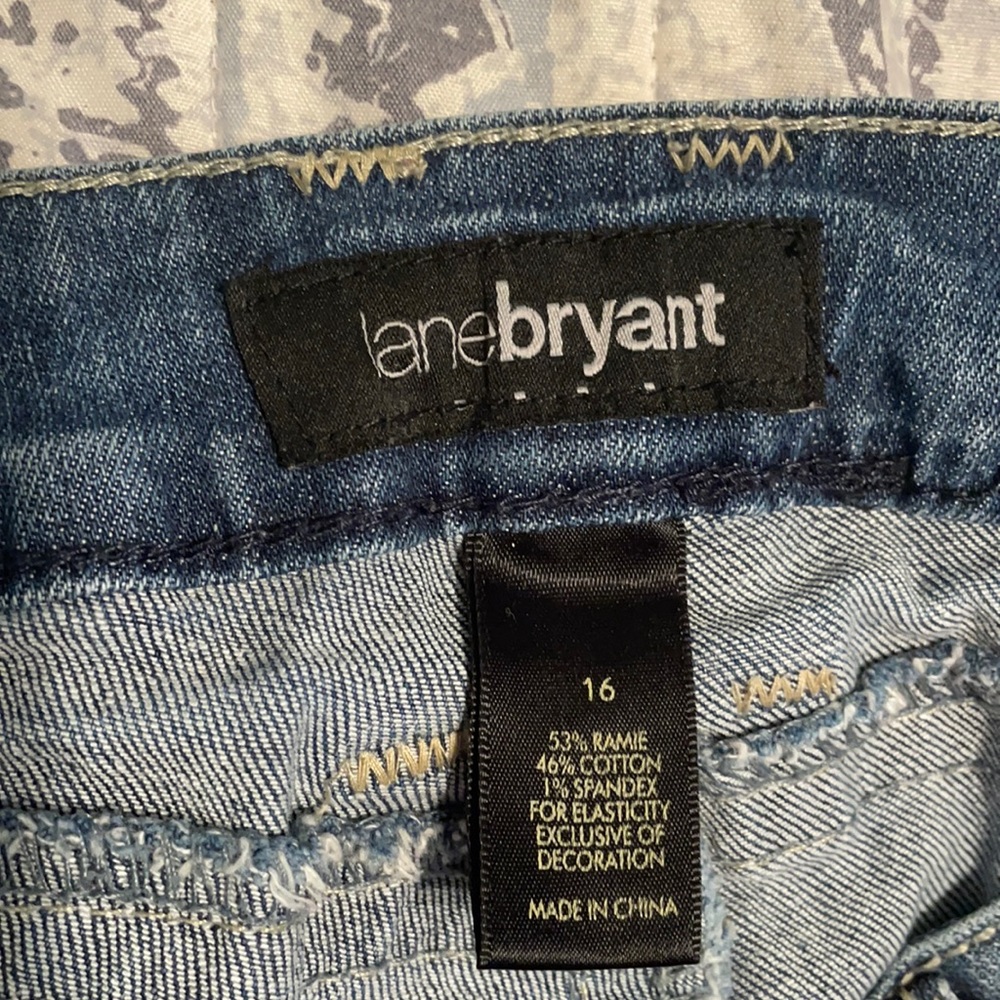 lanebryant
16
53% RAMIE
46% COTTON
1% SPANDEX
FOR ELASTICITY
EXCLUSIVE OF
DECORATION
MADE IN CHINA